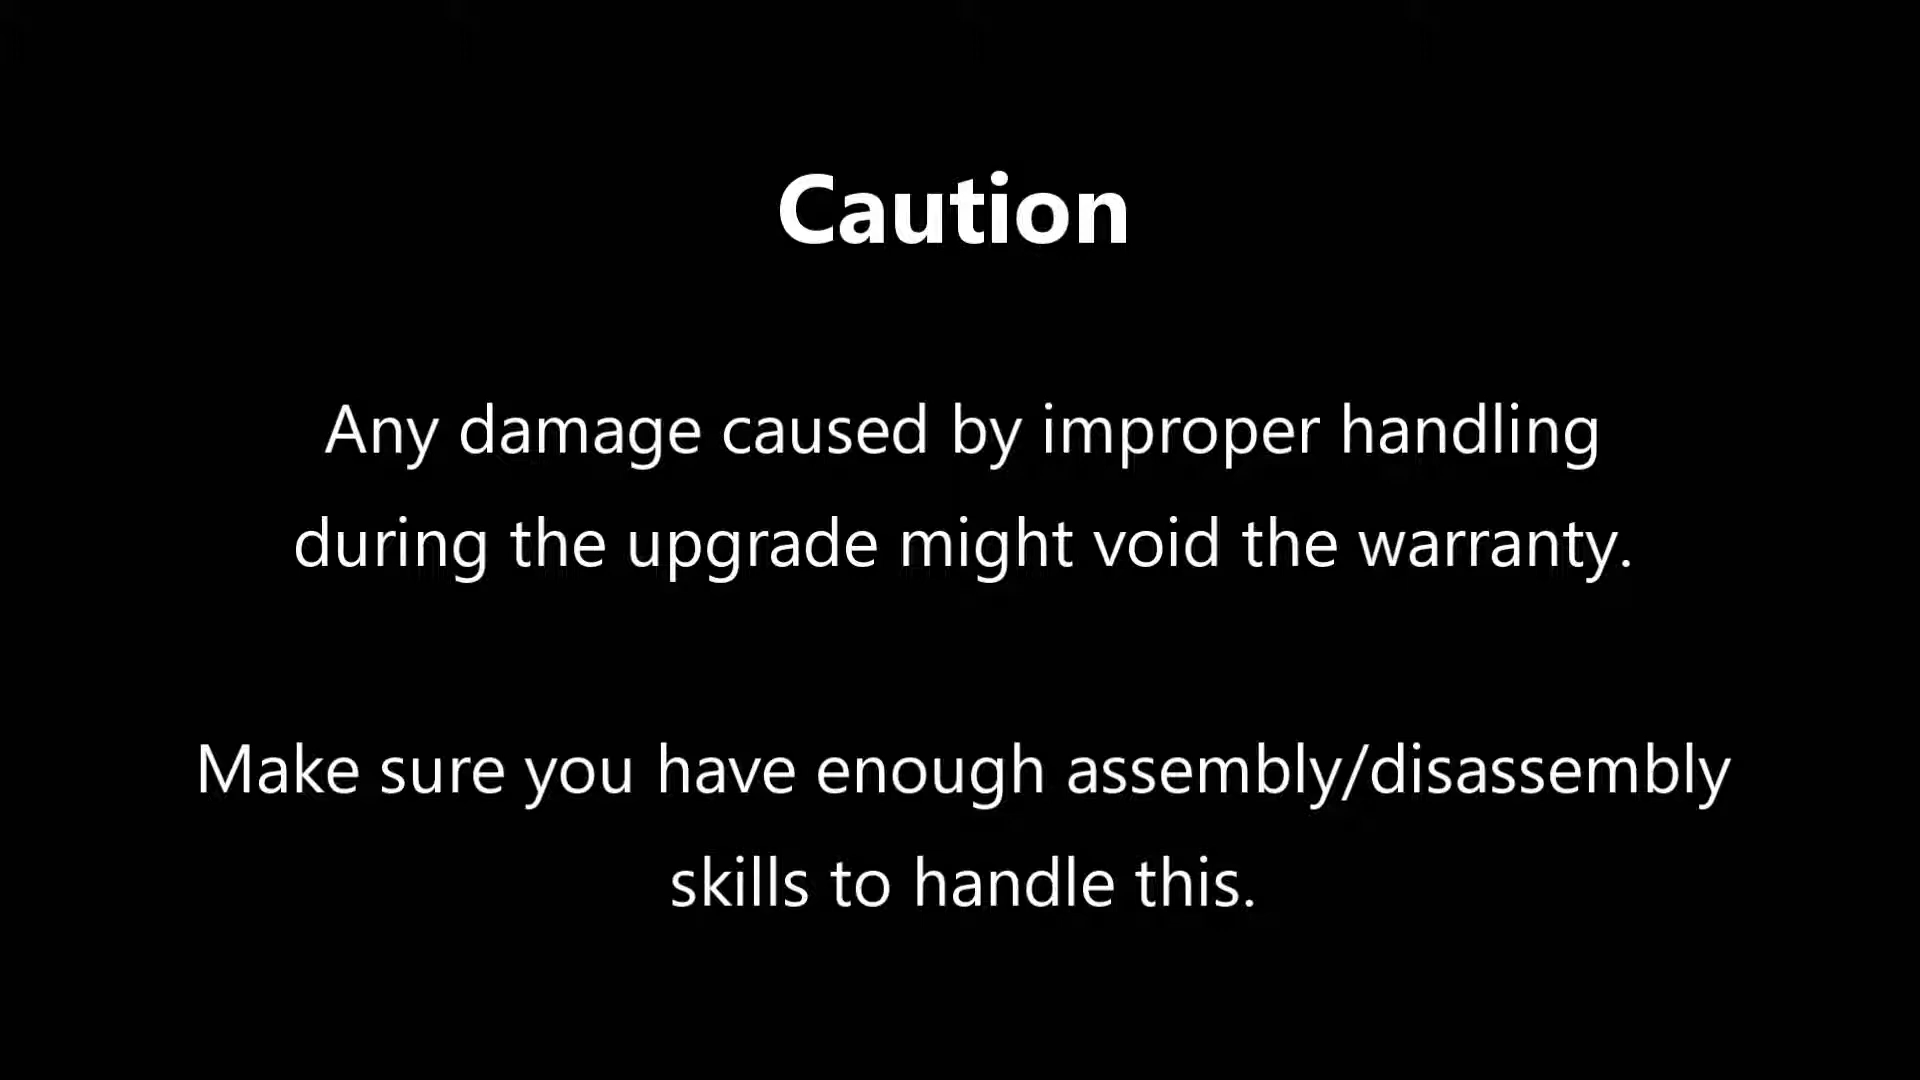 Caution
Any damage caused by improper handling
during the upgrade might void the warranty.
Make sure you have enough assembly/disassembly
skills to handle this.